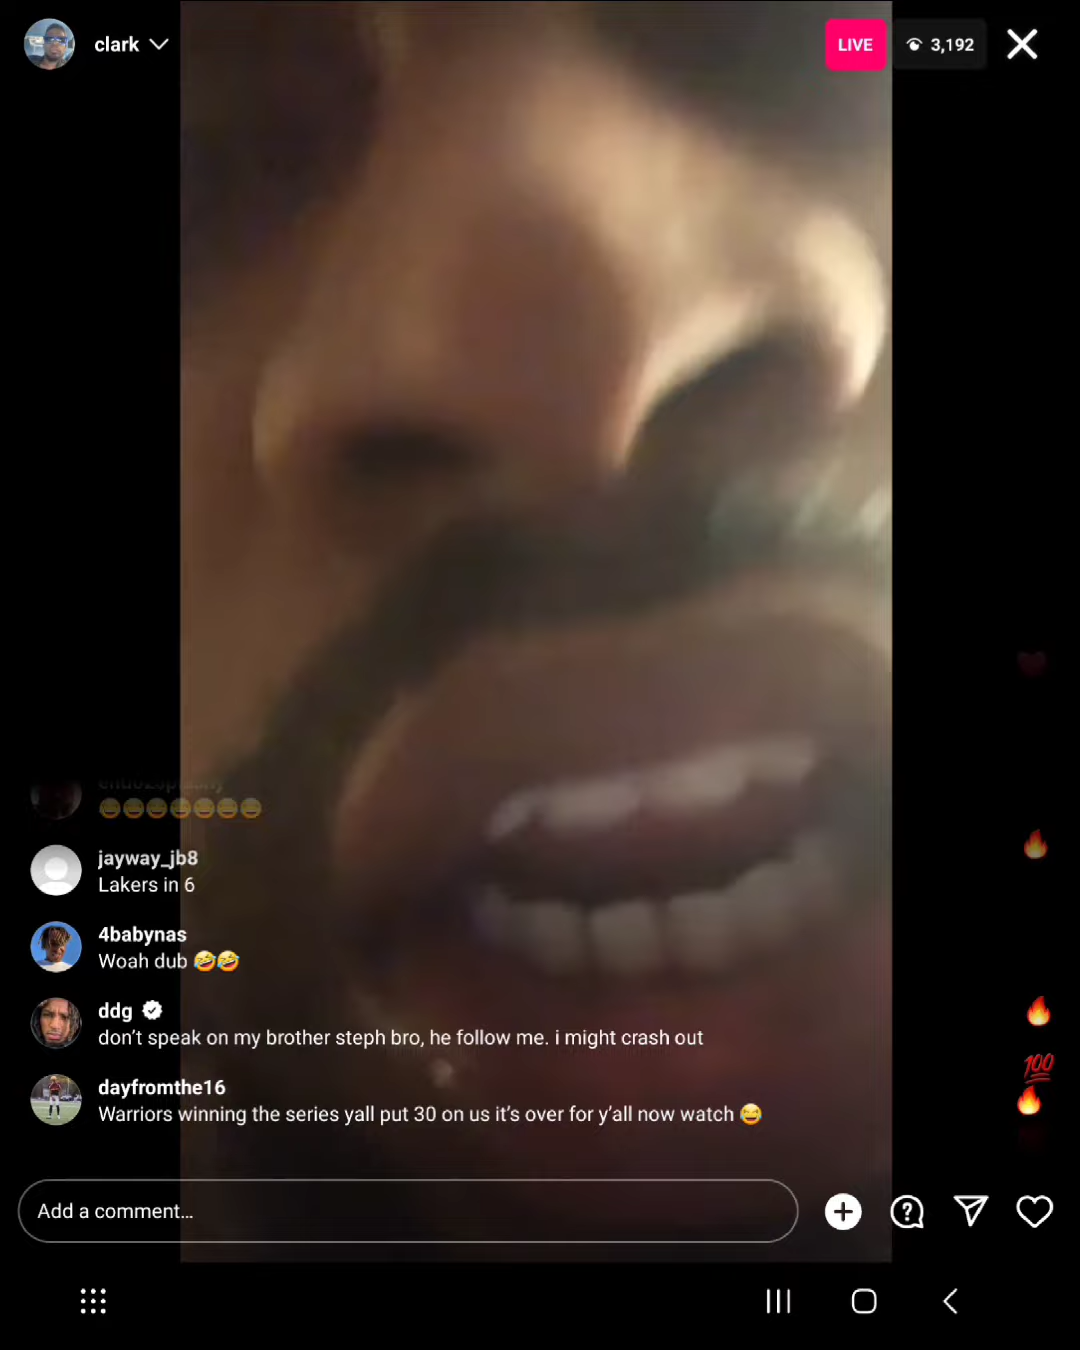 clark
LIVE
3,192
😂😂😂😂😂😂😂
jayway_jb8
Lakers in 6
4babynas
Woah dub 🤣🤣
ddg
don’t speak on my brother steph bro, he follow me. i might crash out
dayfromthe16
Warriors winning the series yall put 30 on us it’s over for y’all now watch 😂
100
Add a comment…